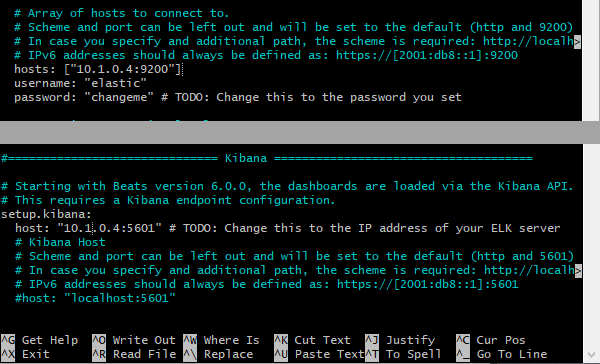 # Array of hosts to connect to.
# Scheme and port can be left out and will be set to the default (http and 9200)
# In case you specify and additional path, the scheme is required: http://localh>
# IPv6 addresses should always be defined as: https://[2001:db8::1]:9200
hosts: ["10.1.0.4:9200"]
username: "elastic"
password: "changeme" # TODO: Change this to the password you set
#============================== Kibana =====================================
# Starting with Beats version 6.0.0, the dashboards are loaded via the Kibana API.
# This requires a Kibana endpoint configuration.
setup.kibana:
host: "10.1.0.4:5601" # TODO: Change this to the IP address of your ELK server
# Kibana Host
# Scheme and port can be left out and will be set to the default (http and 5601)
# In case you specify and additional path, the scheme is required: http://localh>
# IPv6 addresses should always be defined as: https://[2001:db8::1]:5601
#host: "localhost:5601"
^G Get Help ^O Write Out ^W Where Is ^K Cut Text ^J Justify ^C Cur Pos
^X Exit ^R Read File ^\ Replace ^U Paste Text ^T To Spell ^_ Go To Line